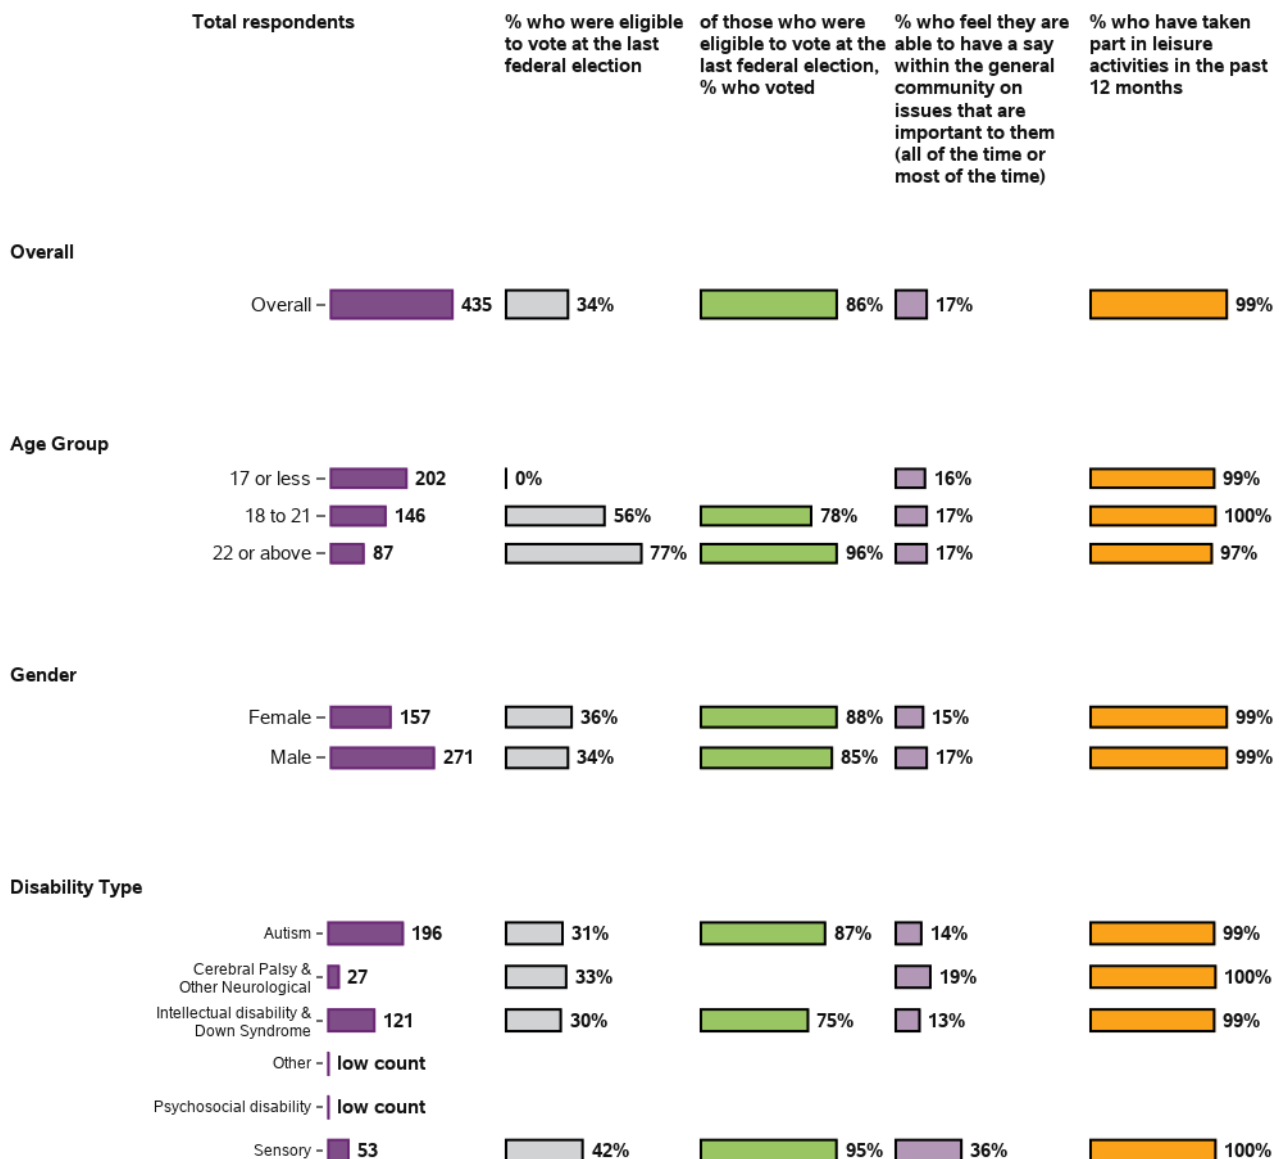 Total respondents
% who were eligible to vote at the last federal election
of those who were eligible to vote at the last federal election, % who voted
% who feel they are able to have a say within the general community on issues that are important to them (all of the time or most of the time)
% who have taken part in leisure activities in the past 12 months
Overall
Overall 435 34% 86% 17% 99%
Age Group
17 or less 202 0% 16% 99%
18 to 21 146 56% 78% 17% 100%
22 or above 87 77% 96% 17% 97%
Gender
Female 157 36% 88% 15% 99%
Male 271 34% 85% 17% 99%
Disability Type
Autism 196 31% 87% 14% 99%
Cerebral Palsy &
Other Neurological 27 33% 19% 100%
Intellectual disability &
Down Syndrome 121 30% 75% 13% 99%
Other low count
Psychosocial disability low count
Sensory 53 42% 95% 36% 100%